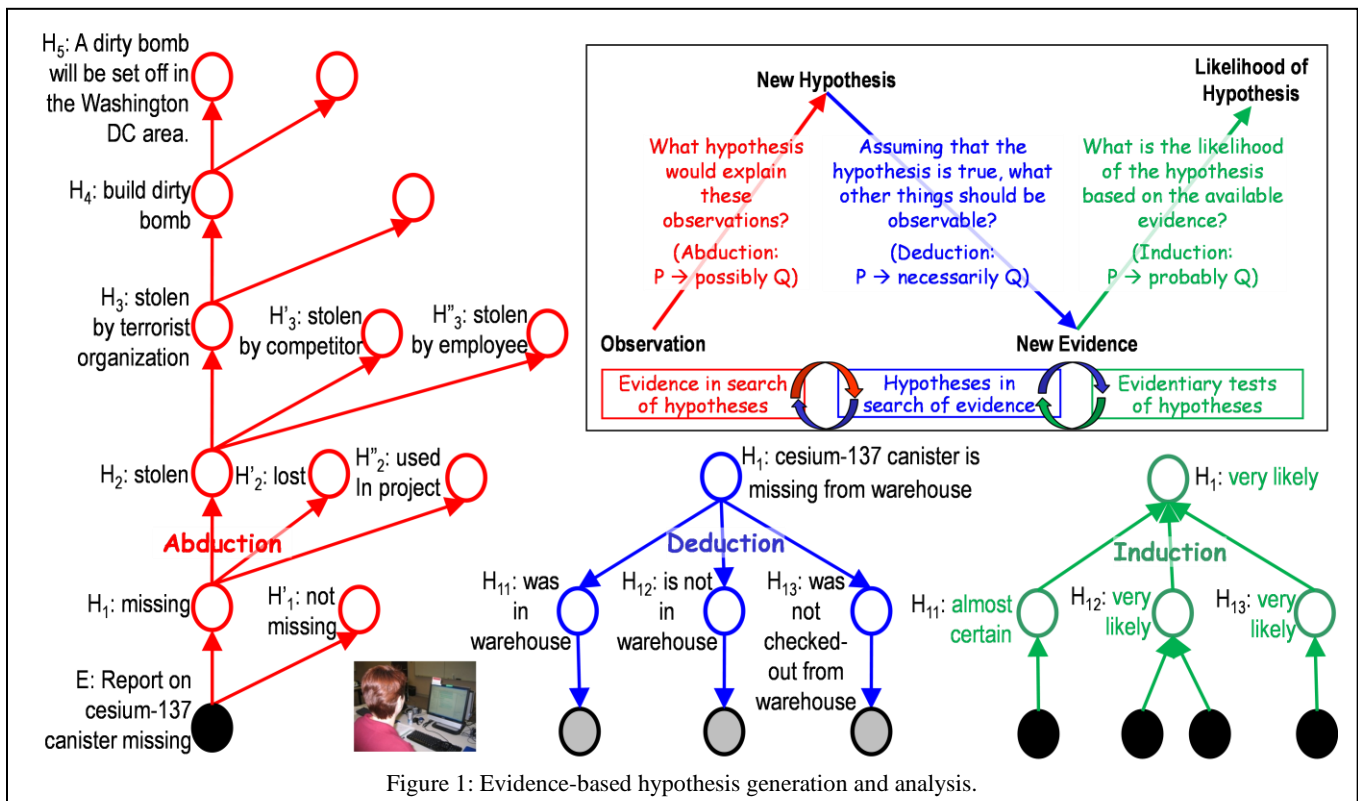 H₅: A dirty bomb
will be set off in
the Washington
DC area.
H₄: build dirty
bomb
H₃: stolen
by terrorist
organization
H'₃: stolen
by competitor
H"₃: stolen
by employee
H₂: stolen
H'₂: lost
H"₂: used
In project
Abduction
H₁: missing
H'₁: not
missing
E: Report on
cesium-137
canister missing
New Hypothesis
Likelihood of
Hypothesis
What hypothesis
would explain
these
observations?
(Abduction:
P → possibly Q)
Assuming that the
hypothesis is true, what
other things should be
observable?
(Deduction:
P → necessarily Q)
What is the likelihood
of the hypothesis
based on the available
evidence?
(Induction:
P → probably Q)
Observation
New Evidence
Evidence in search
of hypotheses
Hypotheses in
search of evidence
Evidentiary tests
of hypotheses
H₁: cesium-137 canister is
missing from warehouse
Deduction
H₁₁: was
in
warehouse
H₁₂: is not
in
warehouse
H₁₃: was
not
checked-
out from
warehouse
H₁: very likely
Induction
H₁₁: almost
certain
H₁₂: very
likely
H₁₃: very
likely
Figure 1: Evidence-based hypothesis generation and analysis.